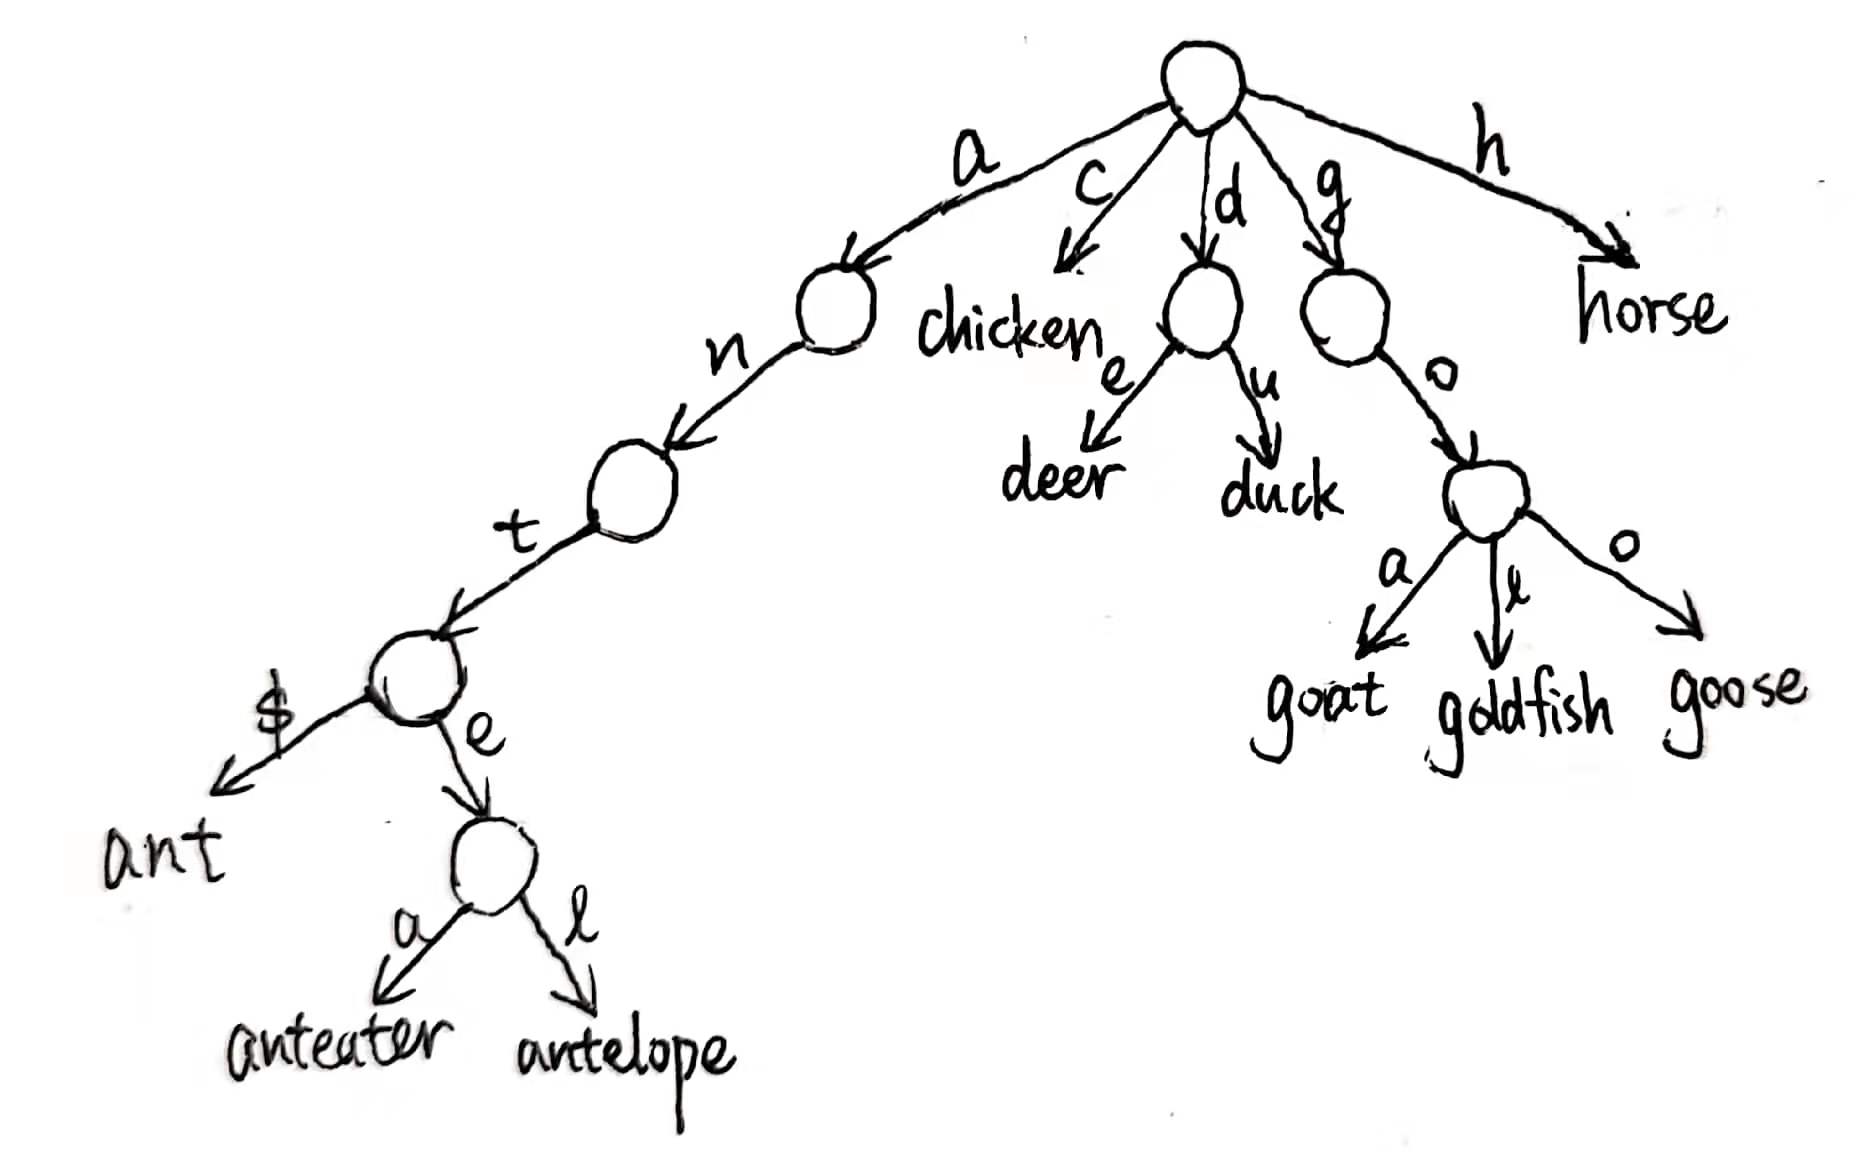 a
c
d
g
h
n
chicken
e
u
o
horse
t
deer
duck
a
l
o
$
e
goat
goldfish
goose
ant
a
l
anteater
antelope